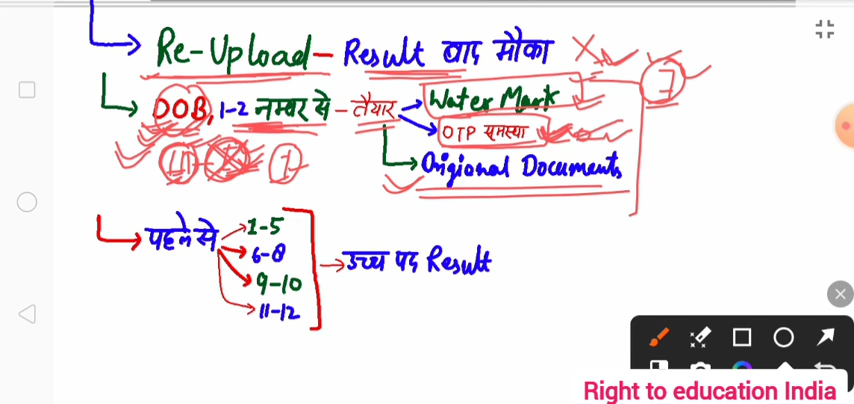 Re-Upload - Result बाद मौका
DOB, 1-2 नम्बर से - तैयार Water Mark
OTP समस्या
Origional Documents
पहले से 1-5
6-8
9-10
11-12
उच्च पद Result
Right to education India